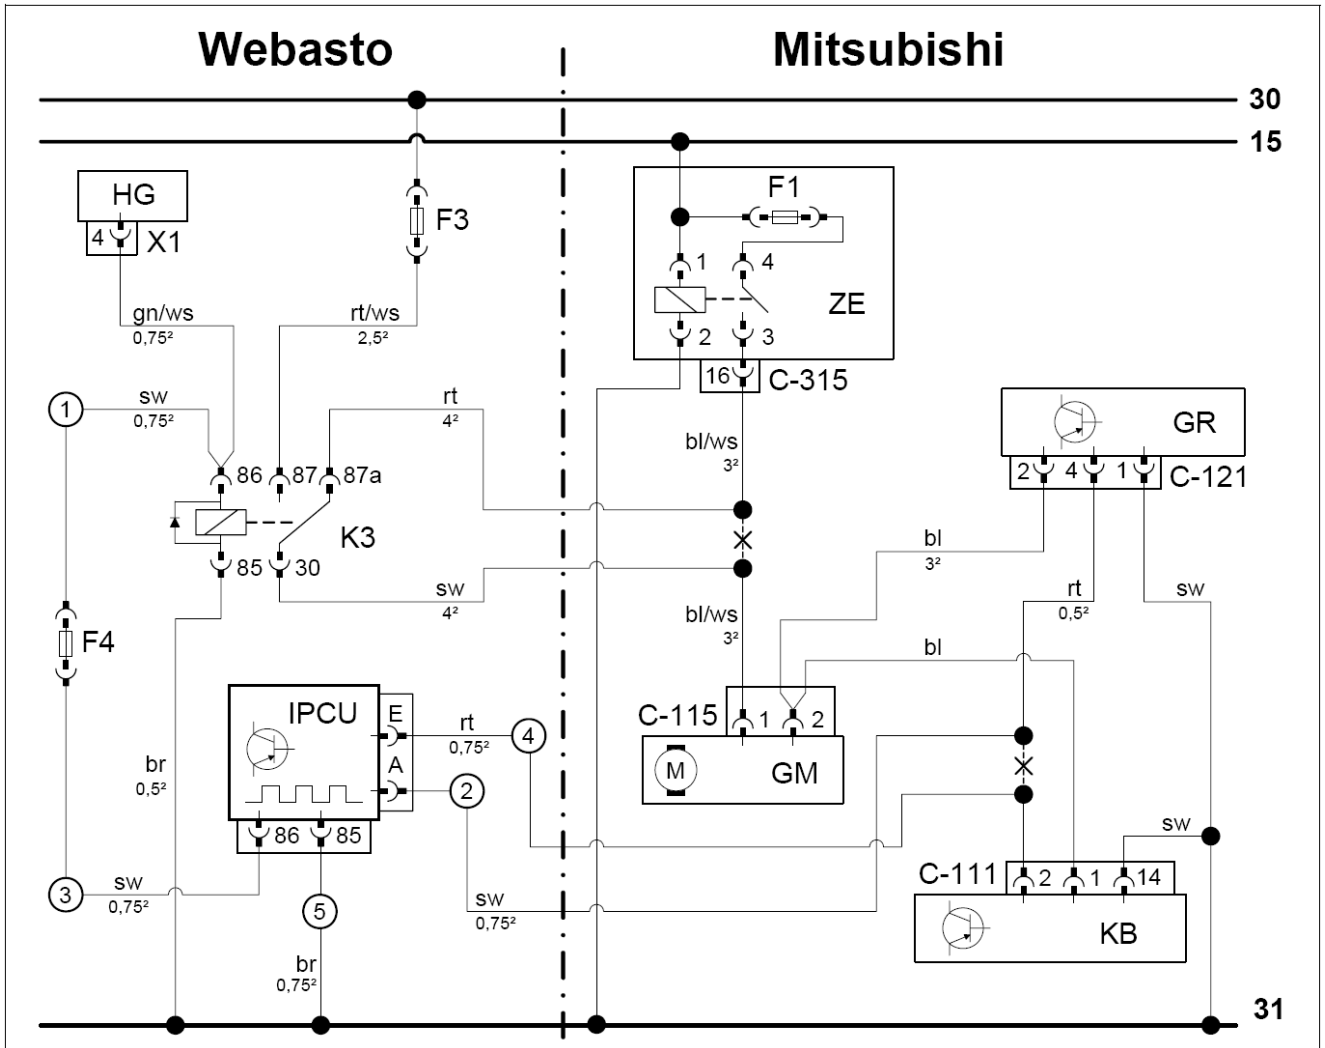 Webasto
Mitsubishi
30
15
HG
4
X1
F3
F1
1
4
ZE
2
3
gn/ws
0,75²
rt/ws
2,5²
16
C-315
1
sw
0,75²
rt
4²
bl/ws
3²
GR
2
4
1
C-121
86
87
87a
K3
85
30
sw
4²
bl
3²
rt
0,5²
sw
bl/ws
3²
bl
F4
C-115
1
2
M
GM
IPCU
E
rt
0,75²
4
A
2
br
0,5²
86
85
sw
C-111
2
1
14
KB
3
sw
0,75²
5
sw
0,75²
br
0,75²
31